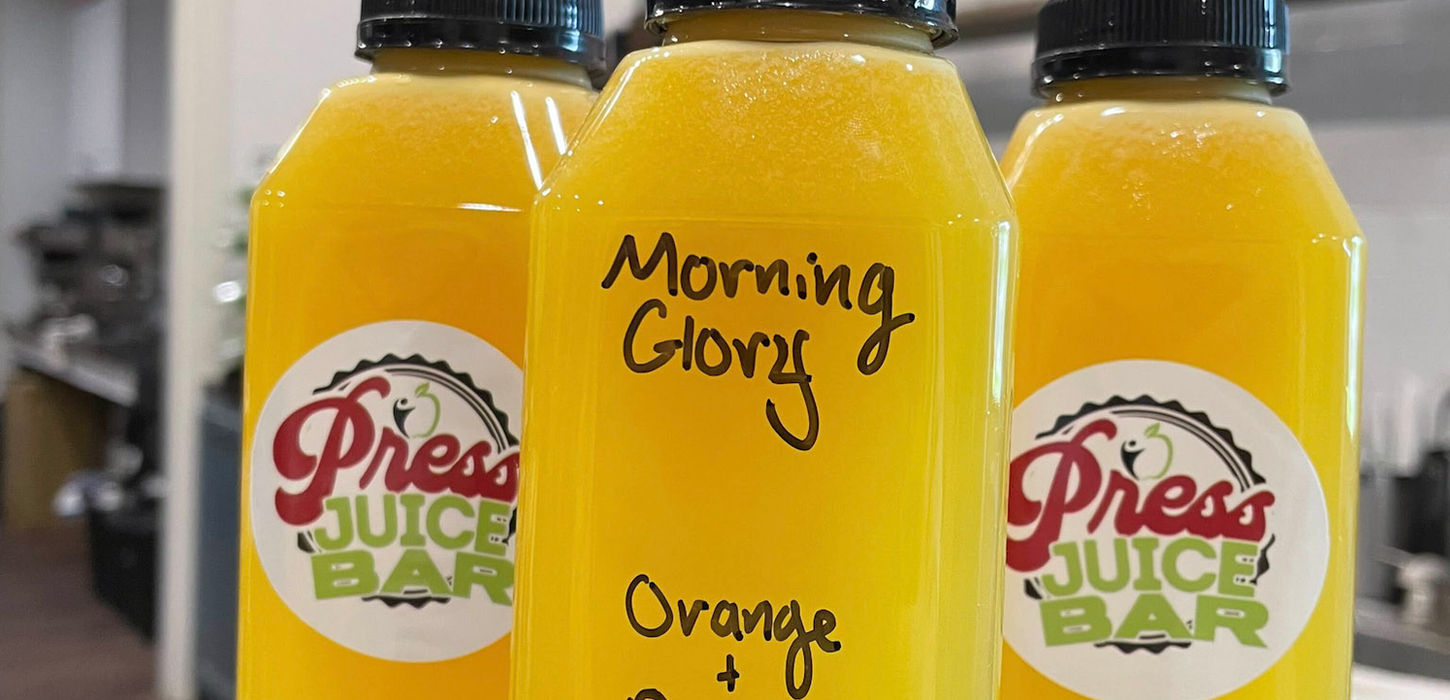 Morning
Glory
Orange
+
Press
JUICE
BAR
Press
JUICE
BAR